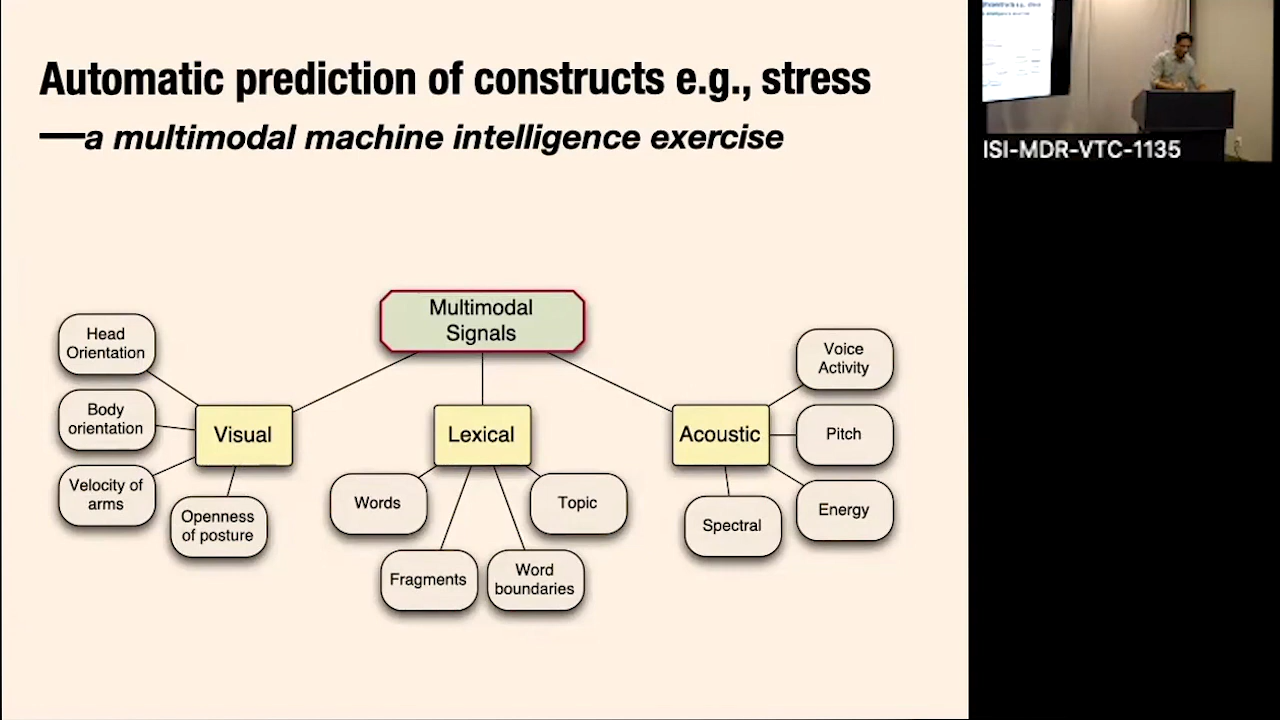 Automatic prediction of constructs e.g., stress
—a multimodal machine intelligence exercise
ISI-MDR-VTC-1135
Multimodal
Signals
Head
Orientation
Body
orientation
Velocity of
arms
Openness
of posture
Visual
Lexical
Words
Fragments
Word
boundaries
Topic
Acoustic
Voice
Activity
Pitch
Energy
Spectral